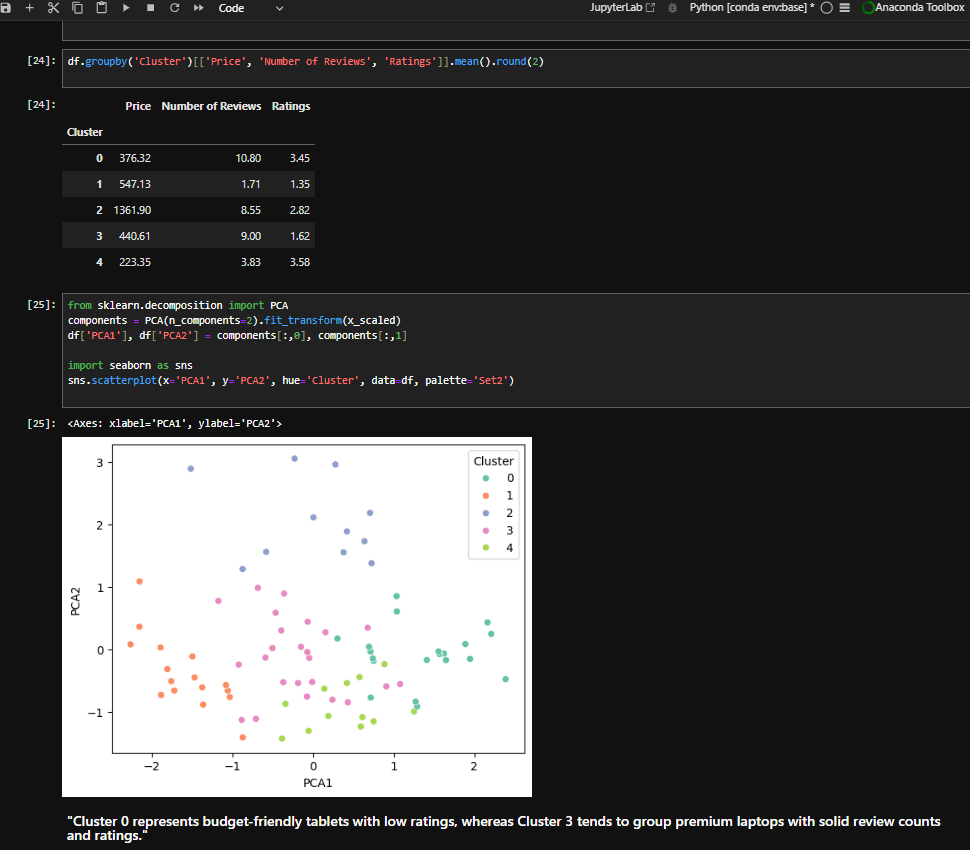 Code
JupyterLab
Python [conda env:base] *
Anaconda Toolbox
[24]:
df.groupby('Cluster')[['Price', 'Number of Reviews', 'Ratings']].mean().round(2)
[24]:
Price Number of Reviews Ratings
Cluster
0 376.32 10.80 3.45
1 547.13 1.71 1.35
2 1361.90 8.55 2.82
3 440.61 9.00 1.62
4 223.35 3.83 3.58
[25]:
from sklearn.decomposition import PCA
components = PCA(n_components=2).fit_transform(x_scaled)
df['PCA1'], df['PCA2'] = components[:,0], components[:,1]
import seaborn as sns
sns.scatterplot(x='PCA1', y='PCA2', hue='Cluster', data=df, palette='Set2')
[25]:
<Axes: xlabel='PCA1', ylabel='PCA2'>
Cluster
0
1
2
3
4
3
2
1
0
−1
PCA2
−2 −1 0 1 2
PCA1
"Cluster 0 represents budget-friendly tablets with low ratings, whereas Cluster 3 tends to group premium laptops with solid review counts
and ratings."